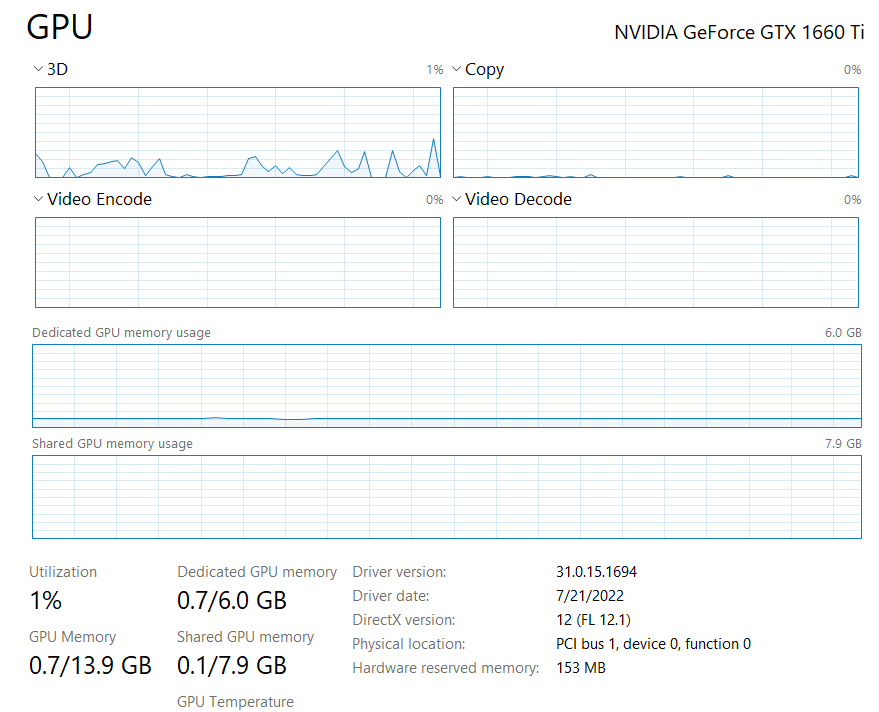 GPU
NVIDIA GeForce GTX 1660 Ti
3D 1%
Copy 0%
Video Encode 0%
Video Decode 0%
Dedicated GPU memory usage 6.0 GB
Shared GPU memory usage 7.9 GB
Utilization
1%
GPU Memory
0.7/13.9 GB
Dedicated GPU memory
0.7/6.0 GB
Shared GPU memory
0.1/7.9 GB
GPU Temperature
Driver version: 31.0.15.1694
Driver date: 7/21/2022
DirectX version: 12 (FL 12.1)
Physical location: PCI bus 1, device 0, function 0
Hardware reserved memory: 153 MB